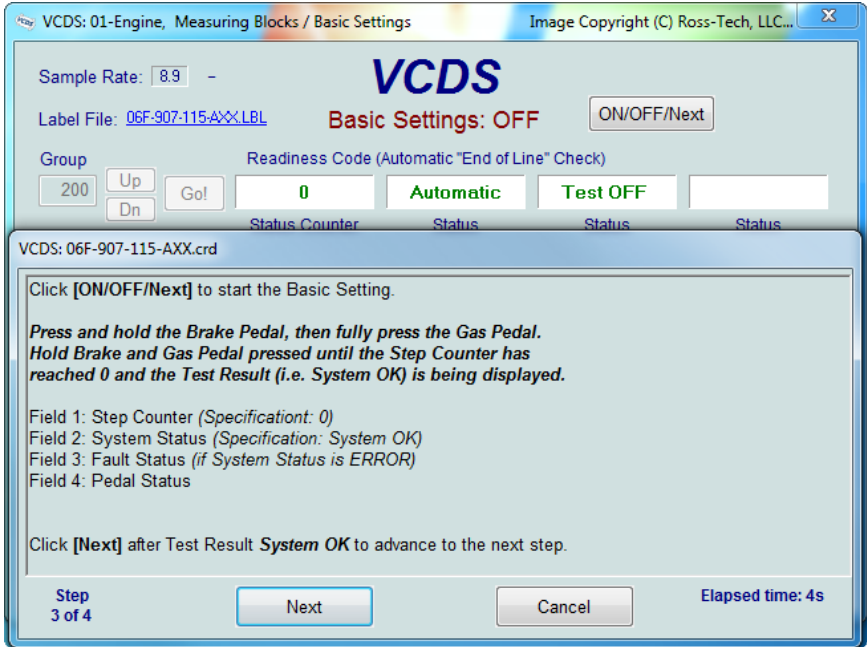 VCDS: 01-Engine, Measuring Blocks / Basic Settings
Image Copyright (C) Ross-Tech, LLC...
Sample Rate: 8.9 -
VCDS
Label File: 06F-907-115-AXX.LBL
Basic Settings: OFF
ON/OFF/Next
Group
Readiness Code (Automatic "End of Line" Check)
200 Up Dn Go!
0 Automatic Test OFF
Status Counter Status Status Status
VCDS: 06F-907-115-AXX.crd
Click [ON/OFF/Next] to start the Basic Setting.
Press and hold the Brake Pedal, then fully press the Gas Pedal.
Hold Brake and Gas Pedal pressed until the Step Counter has
reached 0 and the Test Result (i.e. System OK) is being displayed.
Field 1: Step Counter (Specificationt: 0)
Field 2: System Status (Specification: System OK)
Field 3: Fault Status (if System Status is ERROR)
Field 4: Pedal Status
Click [Next] after Test Result System OK to advance to the next step.
Step
3 of 4
Next
Cancel
Elapsed time: 4s